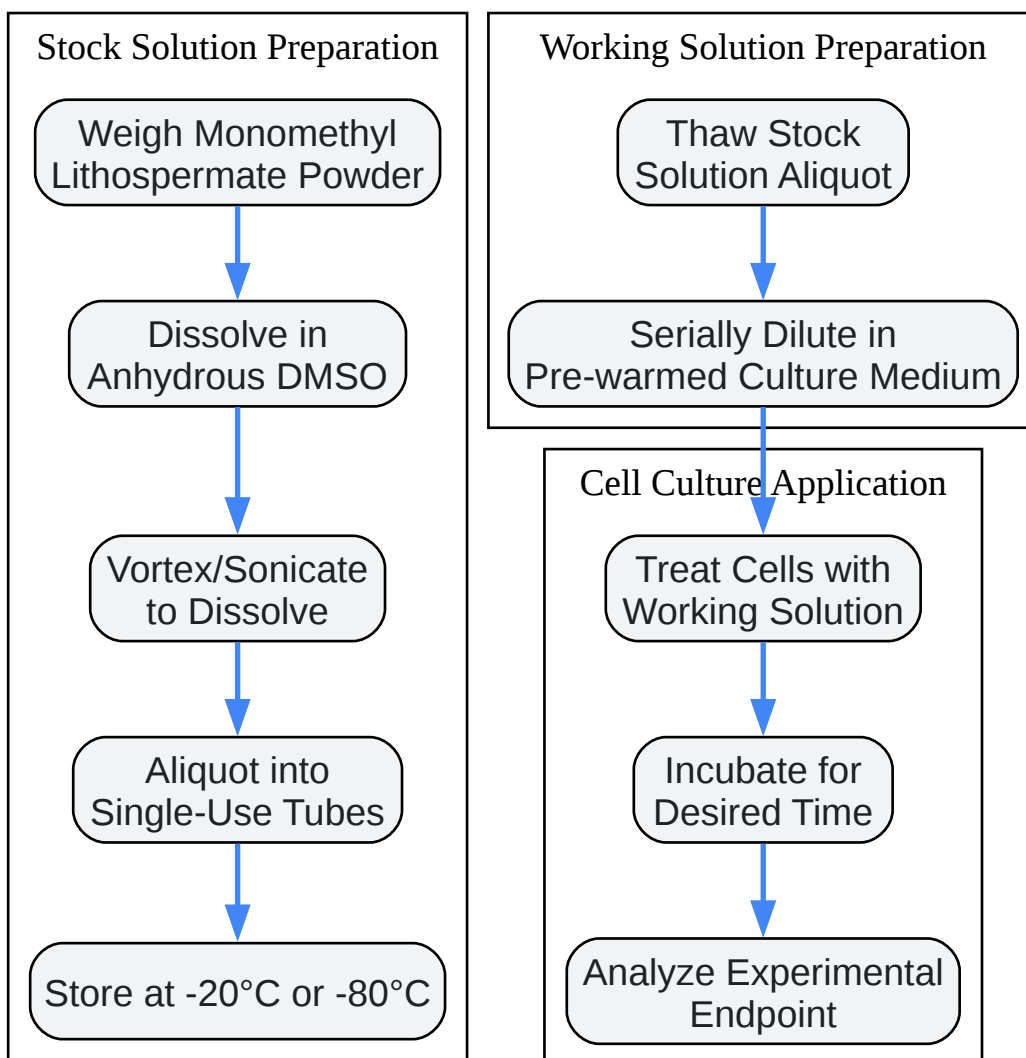 Stock Solution Preparation
Weigh Monomethyl
Lithospermate Powder
Dissolve in
Anhydrous DMSO
Vortex/Sonicate
to Dissolve
Aliquot into
Single-Use Tubes
Store at -20°C or -80°C
Working Solution Preparation
Thaw Stock
Solution Aliquot
Serially Dilute in
Pre-warmed Culture Medium
Cell Culture Application
Treat Cells with
Working Solution
Incubate for
Desired Time
Analyze Experimental
Endpoint